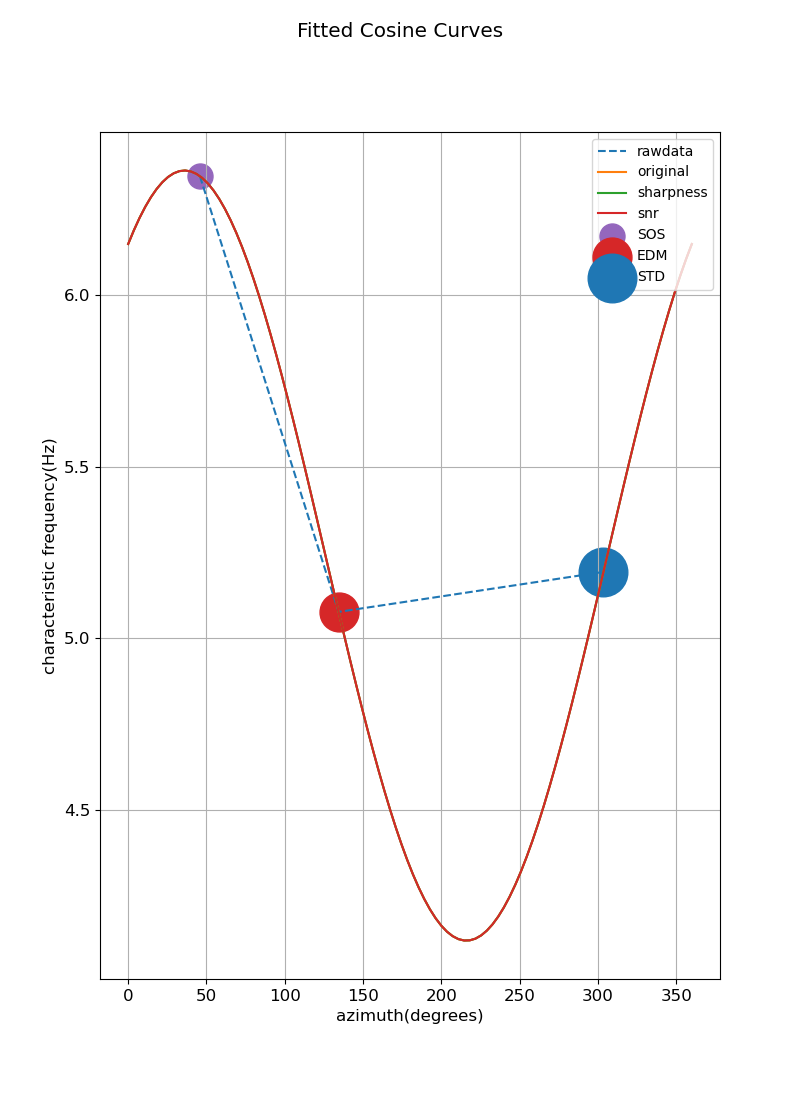 Fitted Cosine Curves
rawdata
original
sharpness
snr
SOS
EDM
STD
6.0
5.5
5.0
4.5
characteristic frequency(Hz)
0 50 100 150 200 250 300 350
azimuth(degrees)